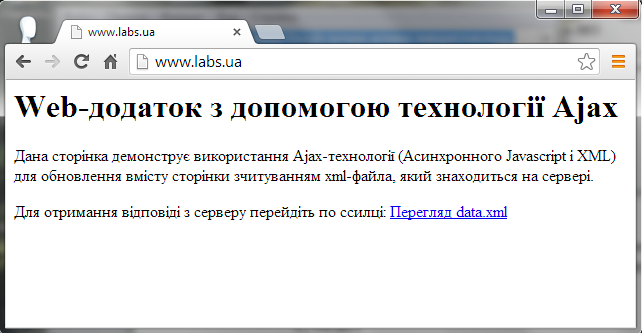 www.labs.ua
www.labs.ua
Web-додаток з допомогою технології Ajax
Дана сторінка демонструє використання Ajax-технології (Асинхронного Javascript і XML)
для обновлення вмісту сторінки зчитуванням xml-файла, який знаходиться на сервері.
Для отримання відповіді з серверу перейдіть по ссилці: Перегляд data.xml